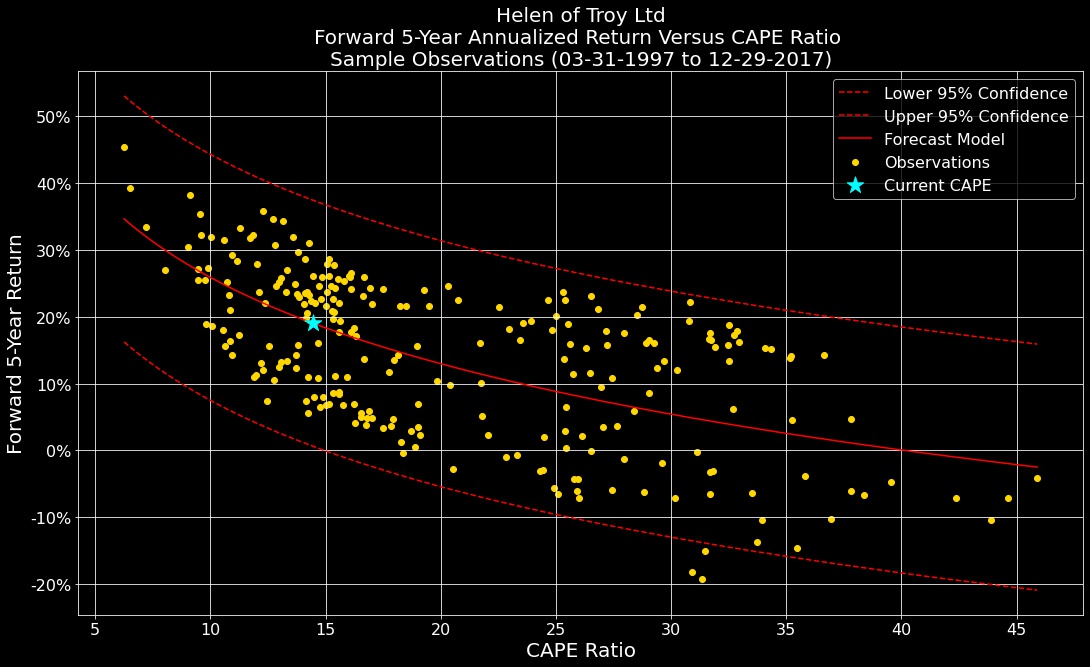 Helen of Troy Ltd
Forward 5-Year Annualized Return Versus CAPE Ratio
Sample Observations (03-31-1997 to 12-29-2017)
Lower 95% Confidence
Upper 95% Confidence
Forecast Model
Observations
Current CAPE
Forward 5-Year Return
50%
40%
30%
20%
10%
0%
-10%
-20%
5 10 15 20 25 30 35 40 45
CAPE Ratio